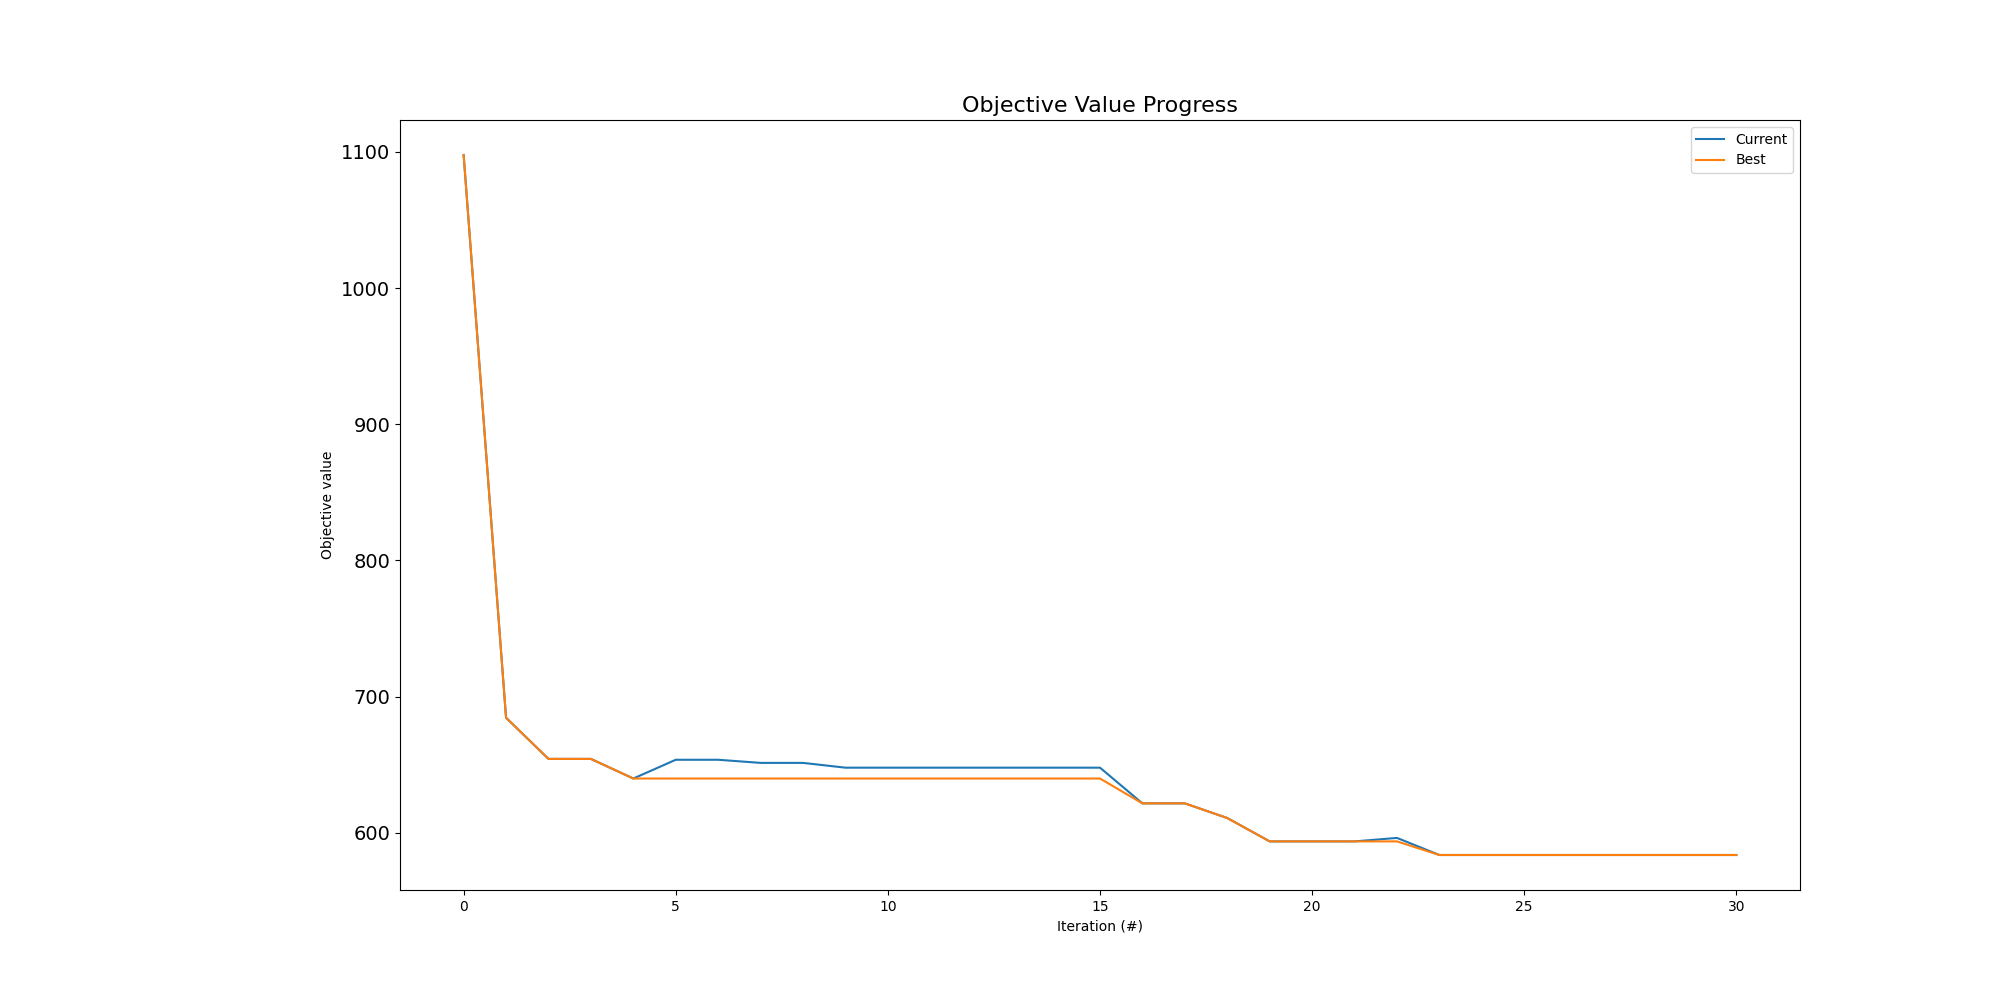 Objective Value Progress
Current
Best
1100
1000
900
800
700
600
Objective value
0 5 10 15 20 25 30
Iteration (#)